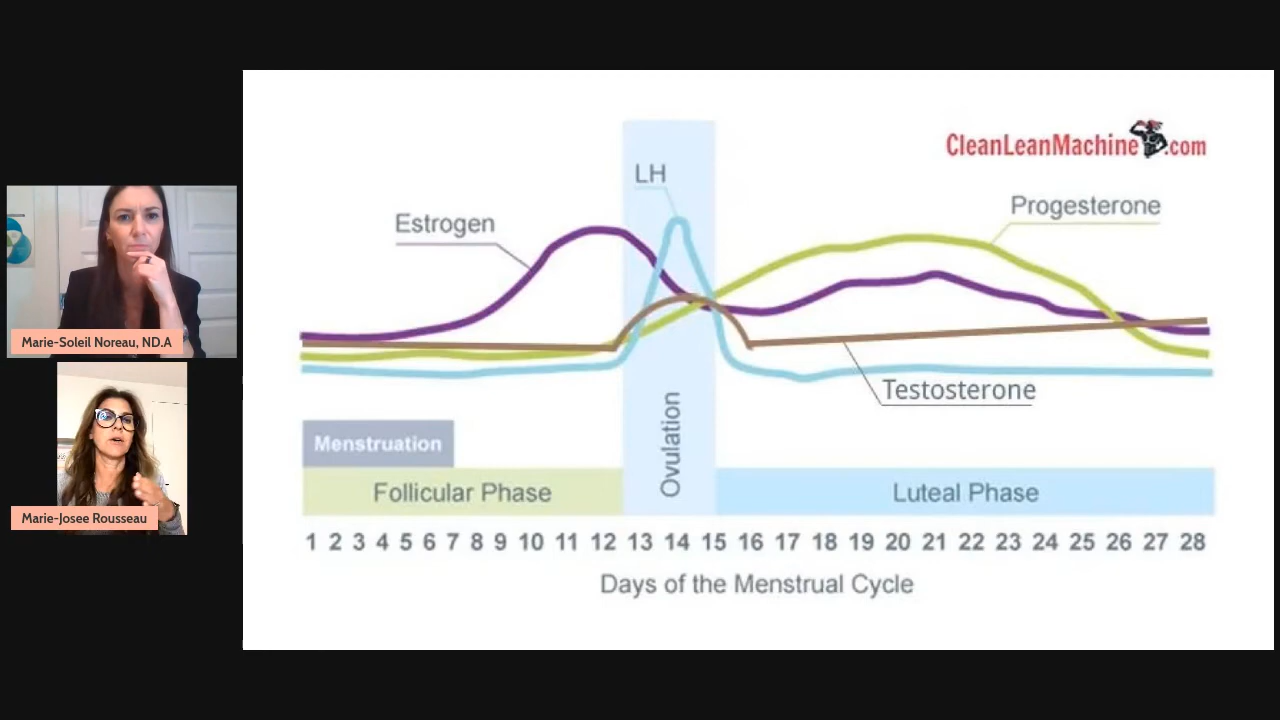 Marie-Soleil Noreau, ND.A
Marie-Josee Rousseau
CleanLeanMachine.com
LH
Estrogen
Progesterone
Testosterone
Ovulation
Menstruation
Follicular Phase
Luteal Phase
1 2 3 4 5 6 7 8 9 10 11 12 13 14 15 16 17 18 19 20 21 22 23 24 25 26 27 28
Days of the Menstrual Cycle